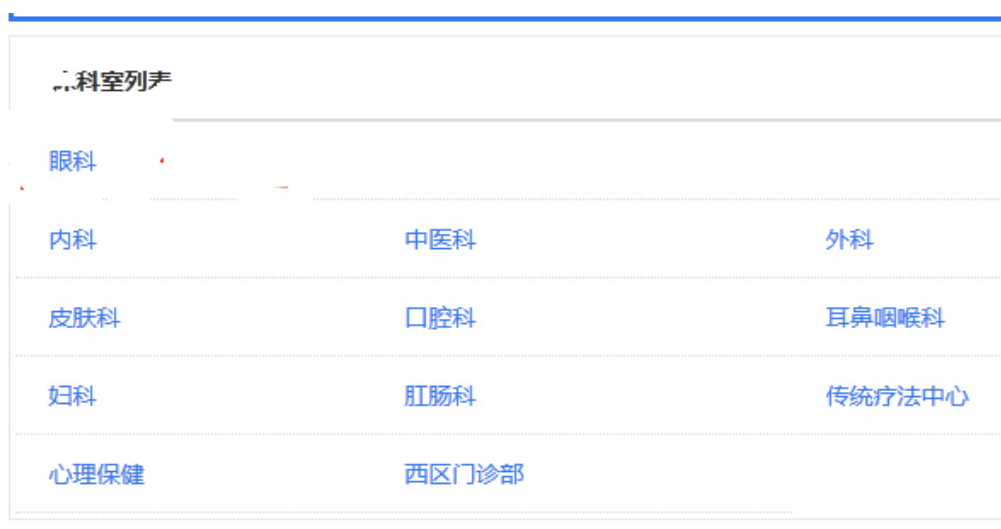 科室列表
眼科
内科 中医科 外科
皮肤科 口腔科 耳鼻咽喉科
妇科 肛肠科 传统疗法中心
心理保健 西区门诊部